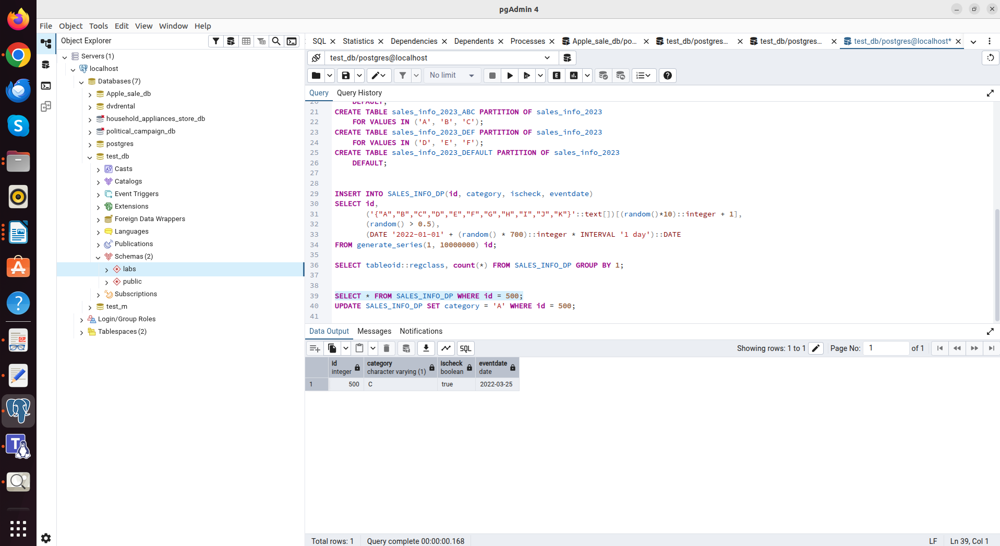 pgAdmin 4
File Object Tools Edit View Window Help
Object Explorer
SQL Statistics Dependencies Dependents Processes Apple_sale_db/po... test_db/postgres... test_db/postgres... test_db/postgres@localhost*
Servers (1)
localhost
Databases (7)
Apple_sale_db
dvdrental
household_appliances_store_db
political_campaign_db
postgres
test_db
Casts
Catalogs
Event Triggers
Extensions
Foreign Data Wrappers
Languages
Publications
Schemas (2)
labs
public
Subscriptions
test_m
Login/Group Roles
Tablespaces (2)
test_db/postgres@localhost
No limit
Query Query History
20 DEFAULT;
21 CREATE TABLE sales_info_2023_ABC PARTITION OF sales_info_2023
22 FOR VALUES IN ('A', 'B', 'C');
23 CREATE TABLE sales_info_2023_DEF PARTITION OF sales_info_2023
24 FOR VALUES IN ('D', 'E', 'F');
25 CREATE TABLE sales_info_2023_DEFAULT PARTITION OF sales_info_2023
26 DEFAULT;
27
28
29 INSERT INTO SALES_INFO_DP(id, category, ischeck, eventdate)
30 SELECT id,
31 ('{"A","B","C","D","E","F","G","H","I","J","K"}'::text[])[(random()*10)::integer + 1],
32 (random() > 0.5),
33 (DATE '2022-01-01' + (random() * 700)::integer * INTERVAL '1 day')::DATE
34 FROM generate_series(1, 10000000) id;
35
36 SELECT tableoid::regclass, count(*) FROM SALES_INFO_DP GROUP BY 1;
37
38
39 SELECT * FROM SALES_INFO_DP WHERE id = 500;
40 UPDATE SALES_INFO_DP SET category = 'A' WHERE id = 500;
41
Data Output Messages Notifications
SQL Showing rows: 1 to 1 Page No: 1 of 1
id category ischeck eventdate
integer character varying (1) boolean date
1 500 C true 2022-03-25
Total rows: 1 Query complete 00:00:00.168 LF Ln 39, Col 1